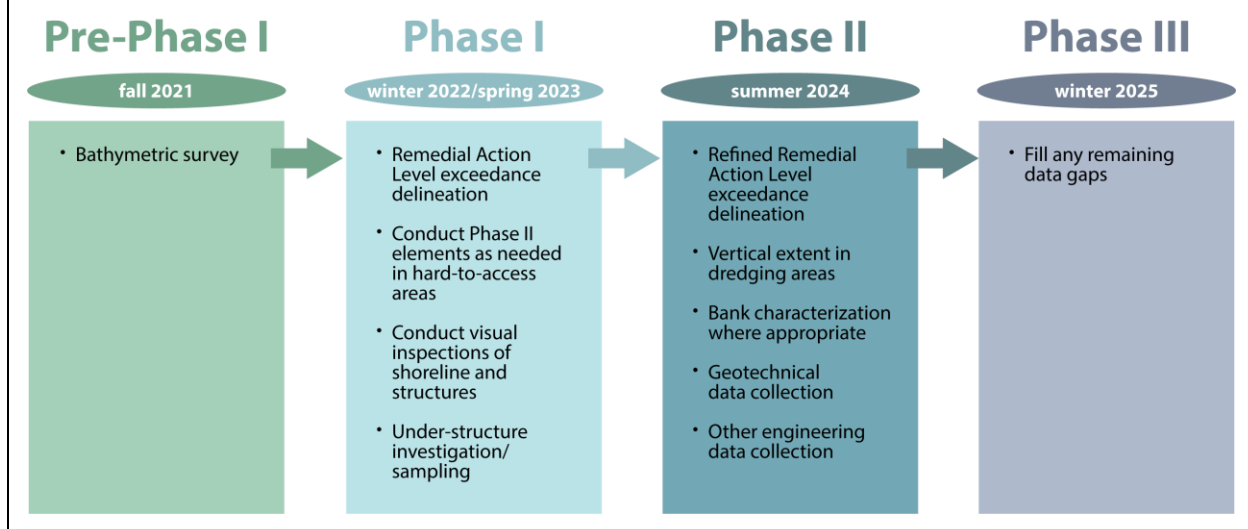 Pre-Phase I
fall 2021
• Bathymetric survey
Phase I
winter 2022/spring 2023
• Remedial Action
Level exceedance
delineation
• Conduct Phase II
elements as needed
in hard-to-access
areas
• Conduct visual
inspections of
shoreline and
structures
• Under-structure
investigation/
sampling
Phase II
summer 2024
• Refined Remedial
Action Level
exceedance
delineation
• Vertical extent in
dredging areas
• Bank characterization
where appropriate
• Geotechnical
data collection
• Other engineering
data collection
Phase III
winter 2025
• Fill any remaining
data gaps